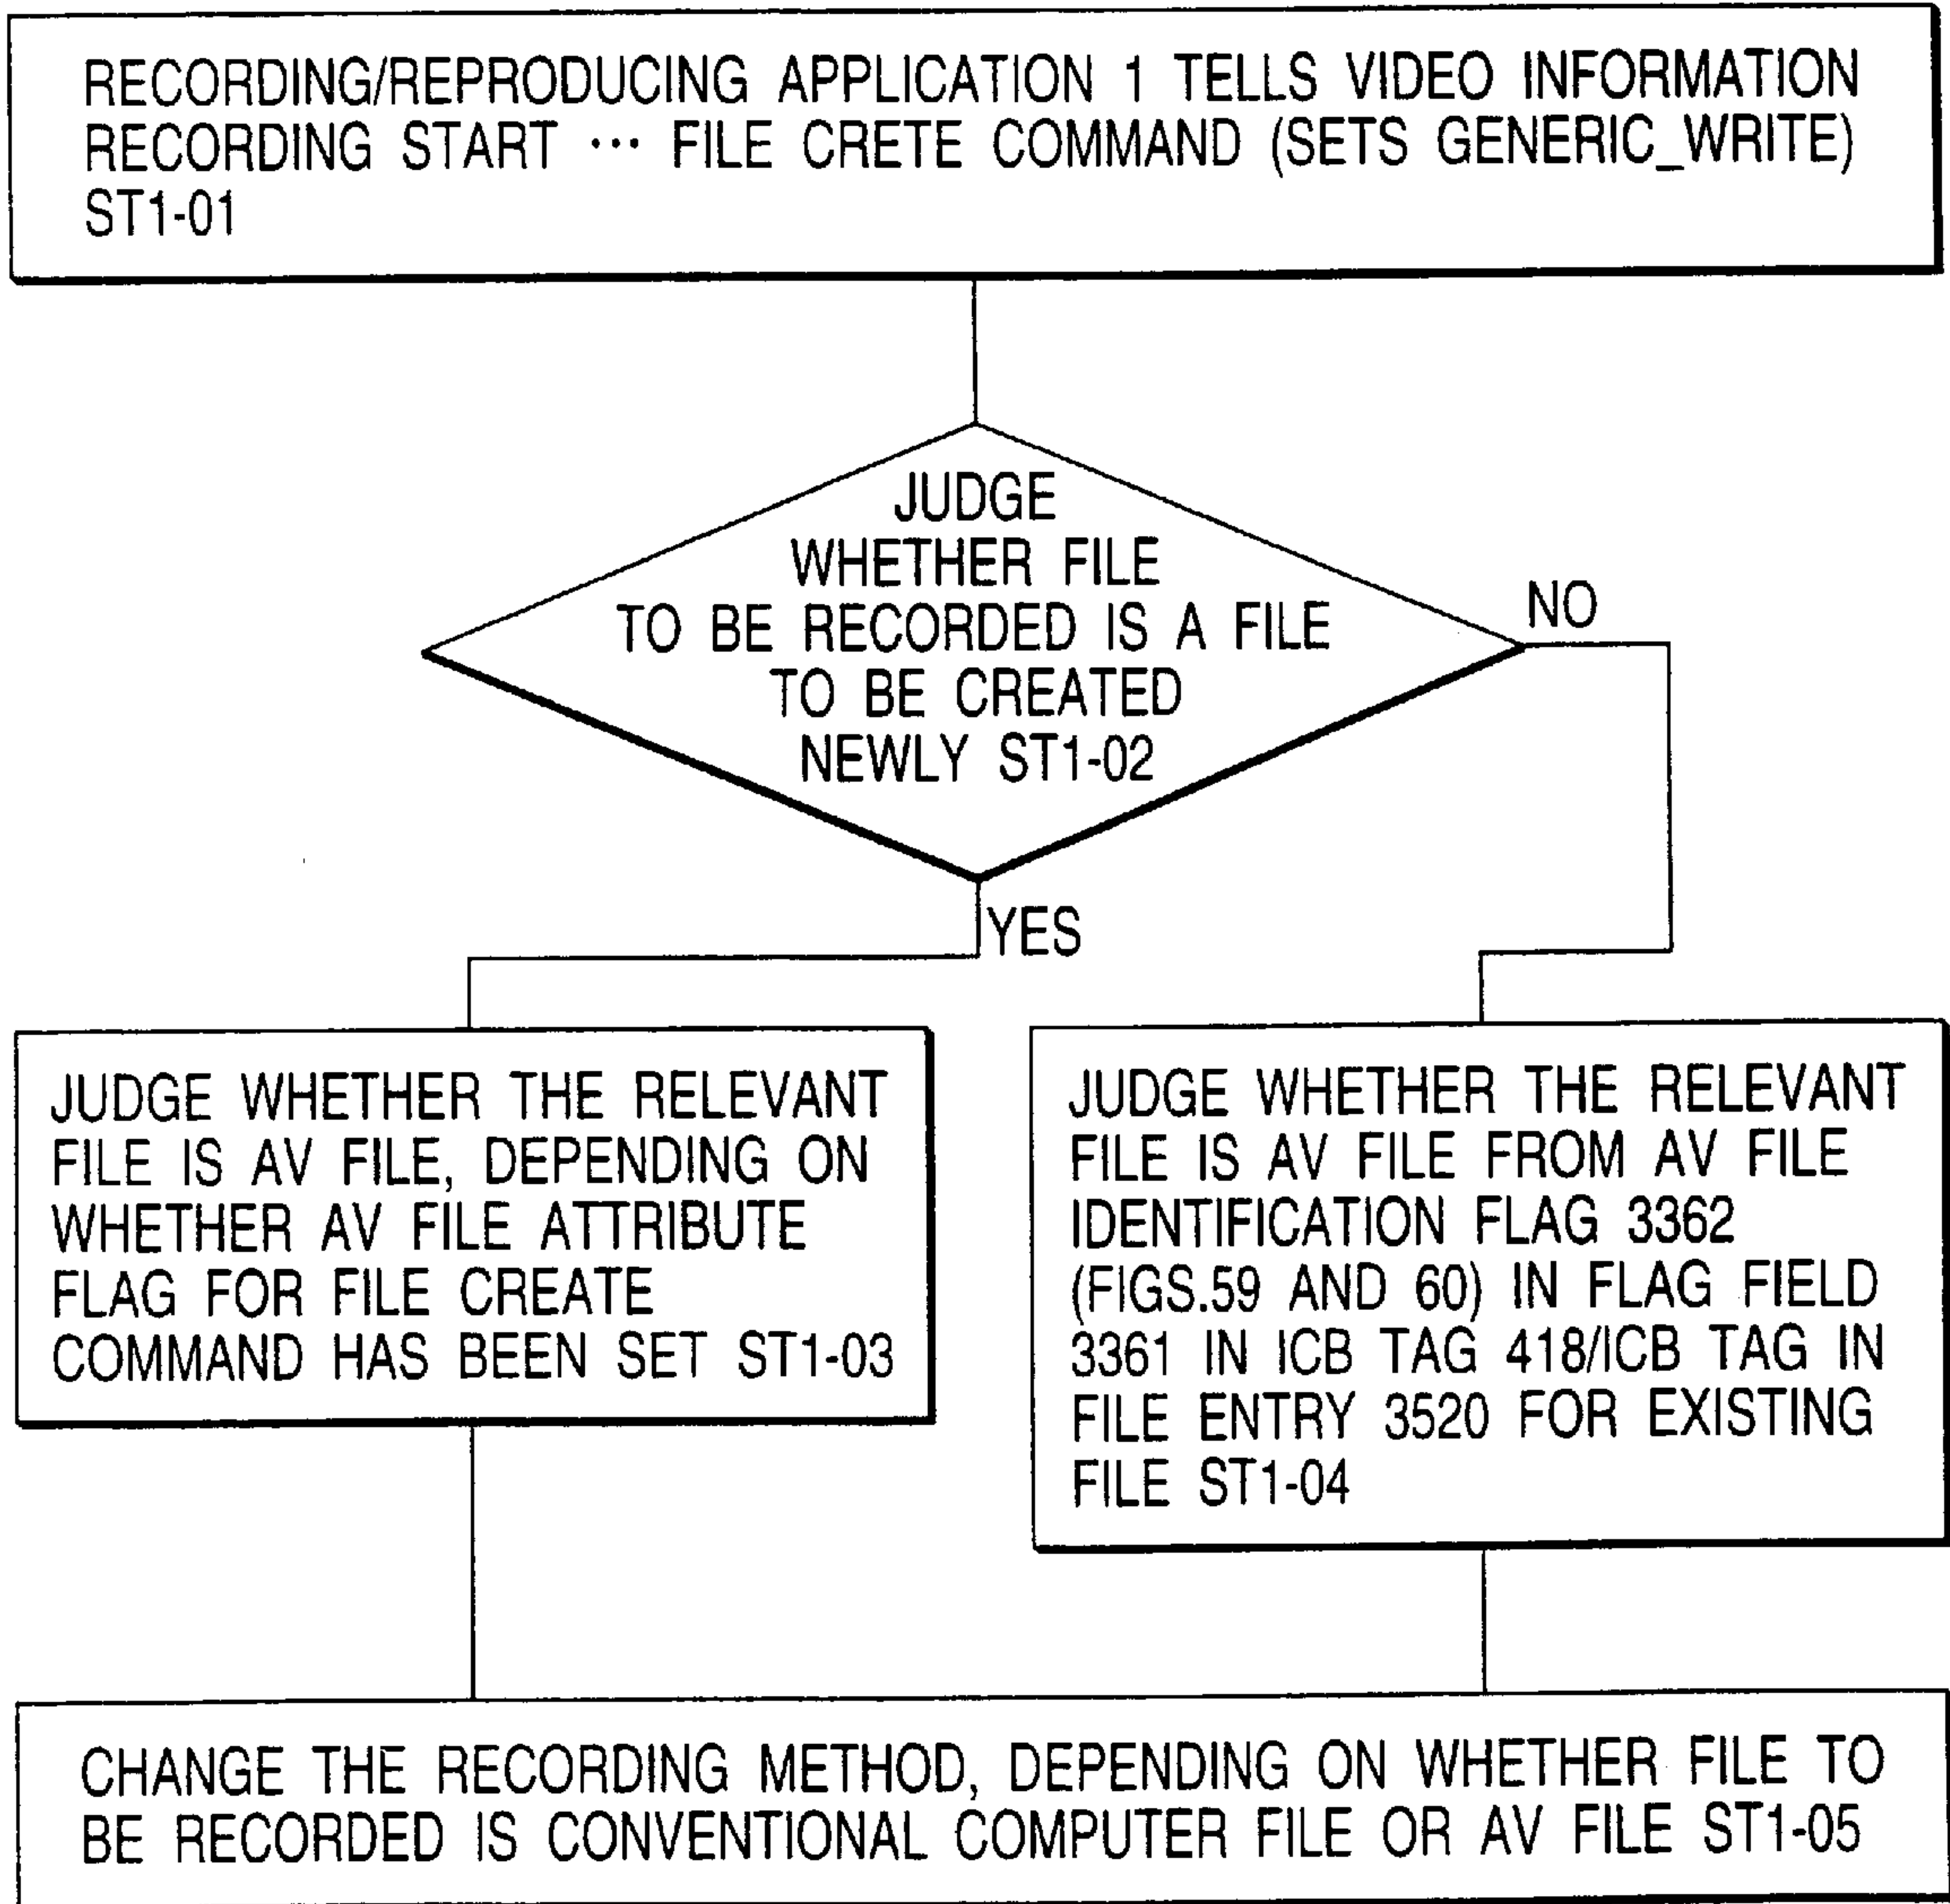 RECORDING/REPRODUCING APPLICATION 1 TELLS VIDEO INFORMATION
RECORDING START ··· FILE CRETE COMMAND (SETS GENERIC_WRITE)
ST1-01
JUDGE
WHETHER FILE
TO BE RECORDED IS A FILE
TO BE CREATED
NEWLY ST1-02
NO
YES
JUDGE WHETHER THE RELEVANT
FILE IS AV FILE, DEPENDING ON
WHETHER AV FILE ATTRIBUTE
FLAG FOR FILE CREATE
COMMAND HAS BEEN SET ST1-03
JUDGE WHETHER THE RELEVANT
FILE IS AV FILE FROM AV FILE
IDENTIFICATION FLAG 3362
(FIGS.59 AND 60) IN FLAG FIELD
3361 IN ICB TAG 418/ICB TAG IN
FILE ENTRY 3520 FOR EXISTING
FILE ST1-04
CHANGE THE RECORDING METHOD, DEPENDING ON WHETHER FILE TO
BE RECORDED IS CONVENTIONAL COMPUTER FILE OR AV FILE ST1-05